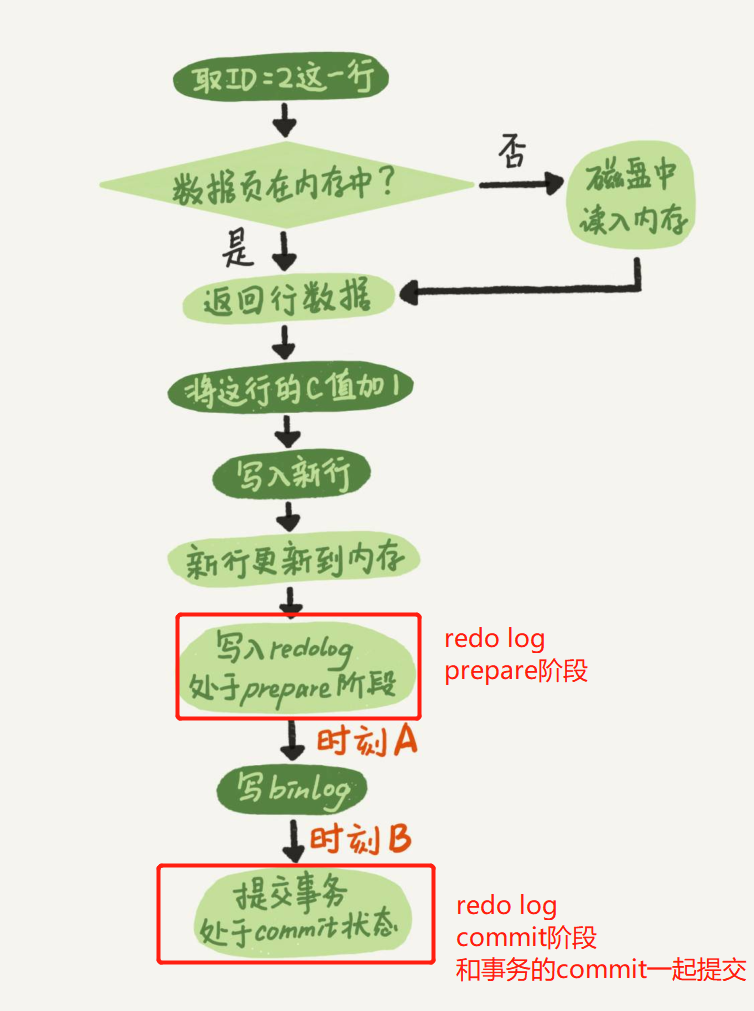 取ID=2这一行
数据页在内存中?
否
磁盘中
读入内存
是
返回行数据
将这行的C值加1
写入新行
新行更新到内存
写入redolog
处于prepare阶段
redo log
prepare阶段
时刻A
写binlog
时刻B
提交事务
处于commit状态
redo log
commit阶段
和事务的commit一起提交